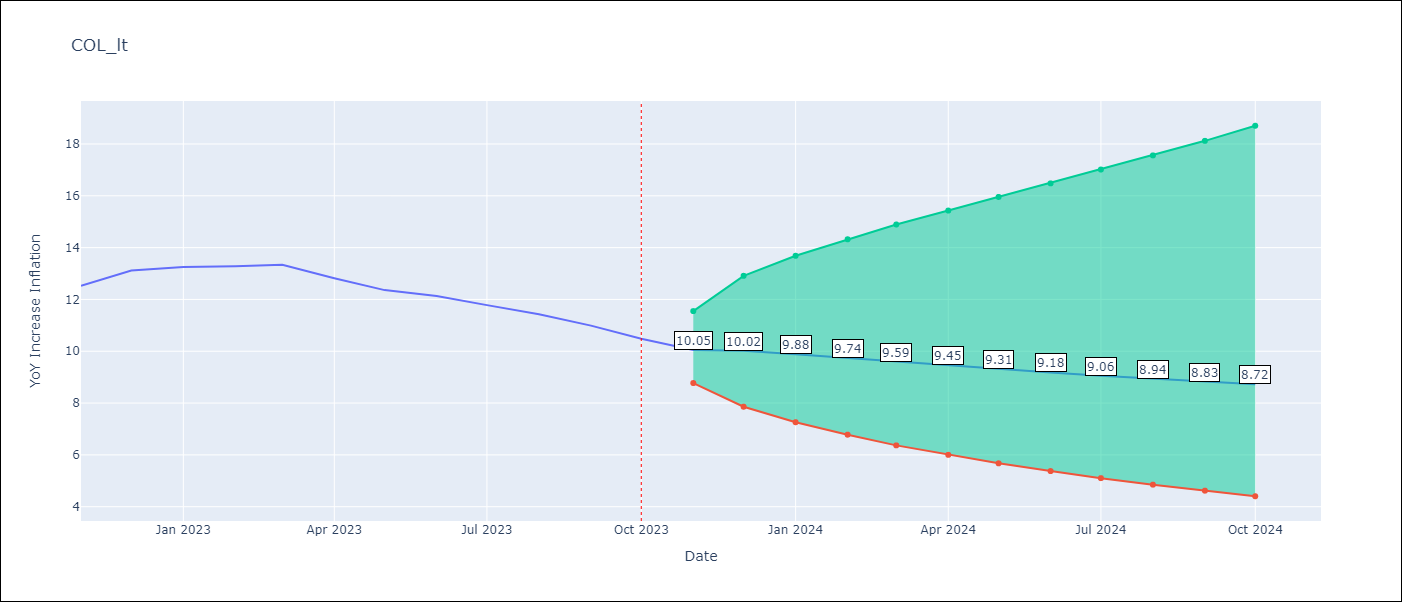 COL_lt
YoY Increase Inflation
18
16
14
12
10
8
6
4
10.05
10.02
9.88
9.74
9.59
9.45
9.31
9.18
9.06
8.94
8.83
8.72
Jan 2023
Apr 2023
Jul 2023
Oct 2023
Jan 2024
Apr 2024
Jul 2024
Oct 2024
Date